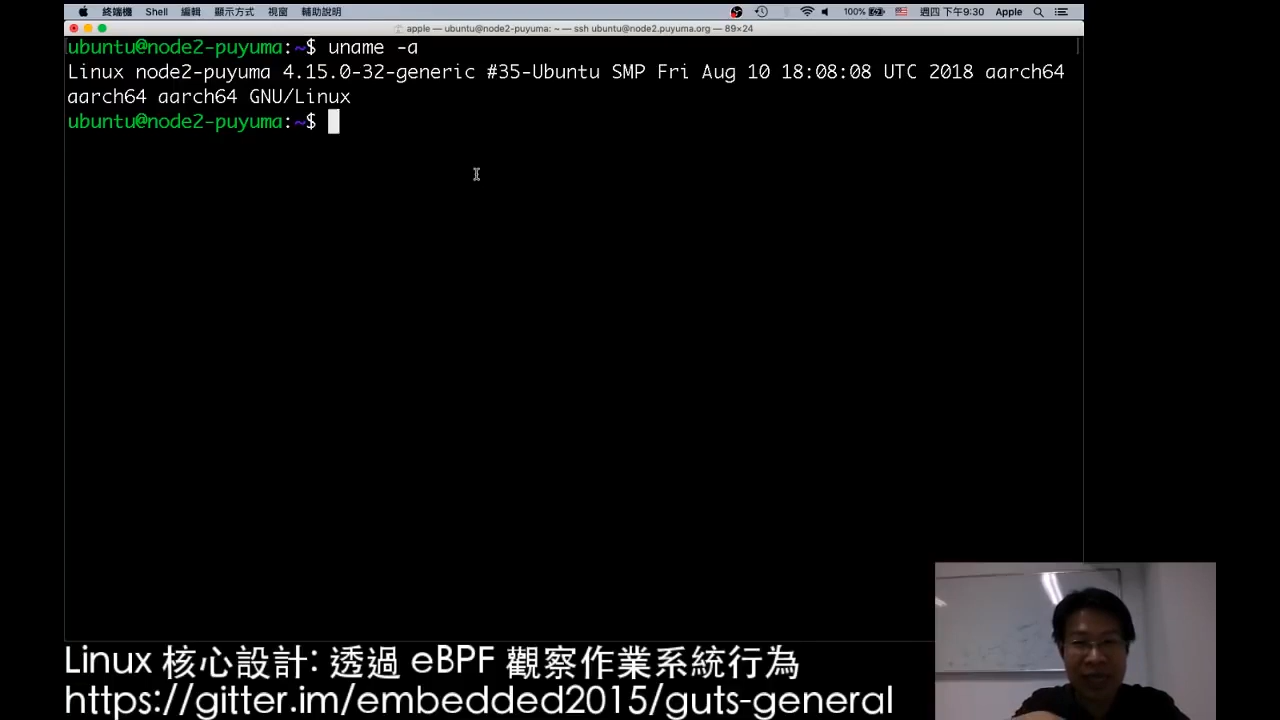 終端機 Shell 編輯 顯示方式 視窗 輔助說明 100% 週四 下午9:30 Apple
apple — ubuntu@node2-puyuma: ~ — ssh ubuntu@node2.puyuma.org — 89×24
ubuntu@node2-puyuma:~$ uname -a
Linux node2-puyuma 4.15.0-32-generic #35-Ubuntu SMP Fri Aug 10 18:08:08 UTC 2018 aarch64
aarch64 aarch64 GNU/Linux
ubuntu@node2-puyuma:~$
Linux 核心設計: 透過 eBPF 觀察作業系統行為
https://gitter.im/embedded2015/guts-general